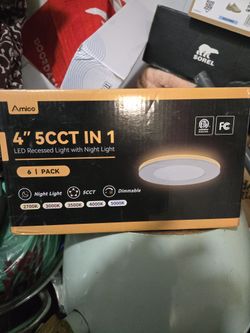 SOREL
Amico
4" 5CCT IN 1
LED Recessed Light with Night Light
6 | PACK
Night Light
5CCT
Dimmable
2700K 3000K 3500K 4000K 5000K
FC